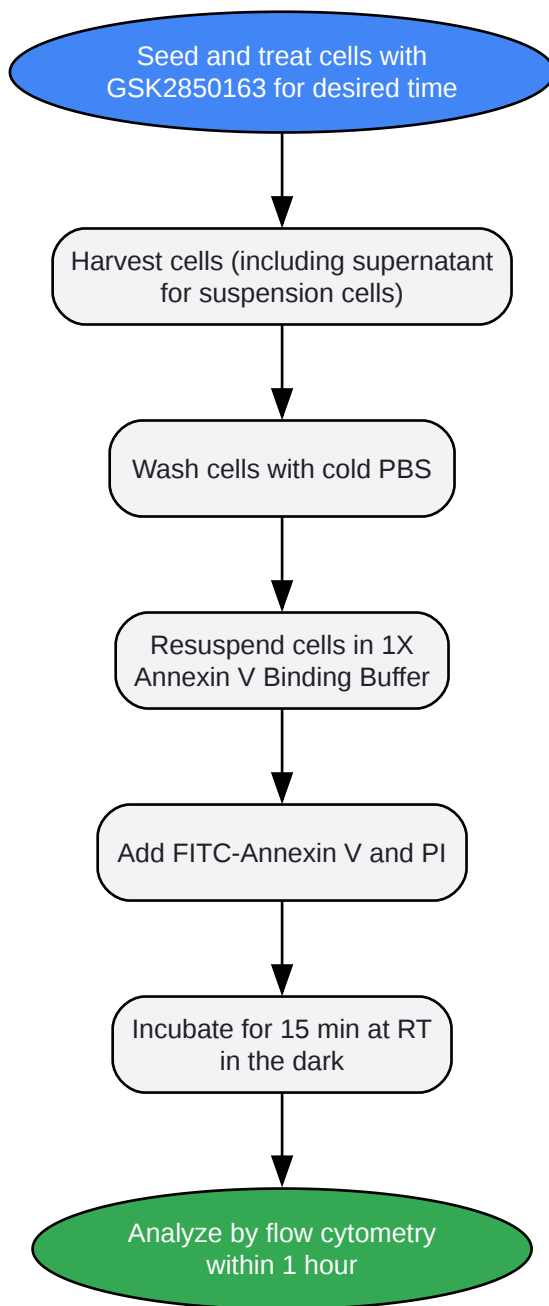 Seed and treat cells with
GSK2850163 for desired time
Harvest cells (including supernatant
for suspension cells)
Wash cells with cold PBS
Resuspend cells in 1X
Annexin V Binding Buffer
Add FITC-Annexin V and PI
Incubate for 15 min at RT
in the dark
Analyze by flow cytometry
within 1 hour